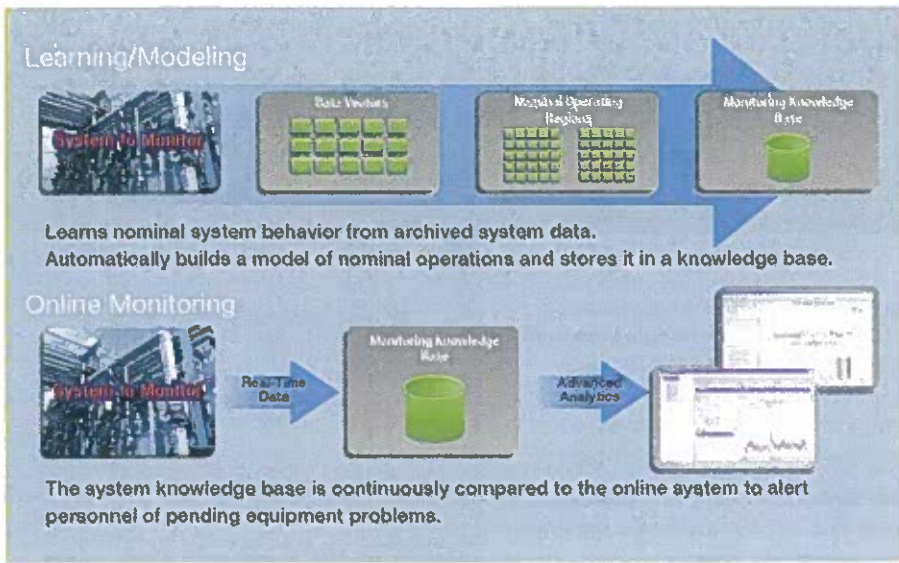 Learning/Modeling
System to Monitor
Data Vectors
Nominal Operating
Regions
Monitoring Knowledge
Base
Learns nominal system behavior from archived system data.
Automatically builds a model of nominal operations and stores it in a knowledge base.
Online Monitoring
System to Monitor
Real-Time
Data
Monitoring Knowledge
Base
Advanced
Analytics
The system knowledge base is continuously compared to the online system to alert
personnel of pending equipment problems.